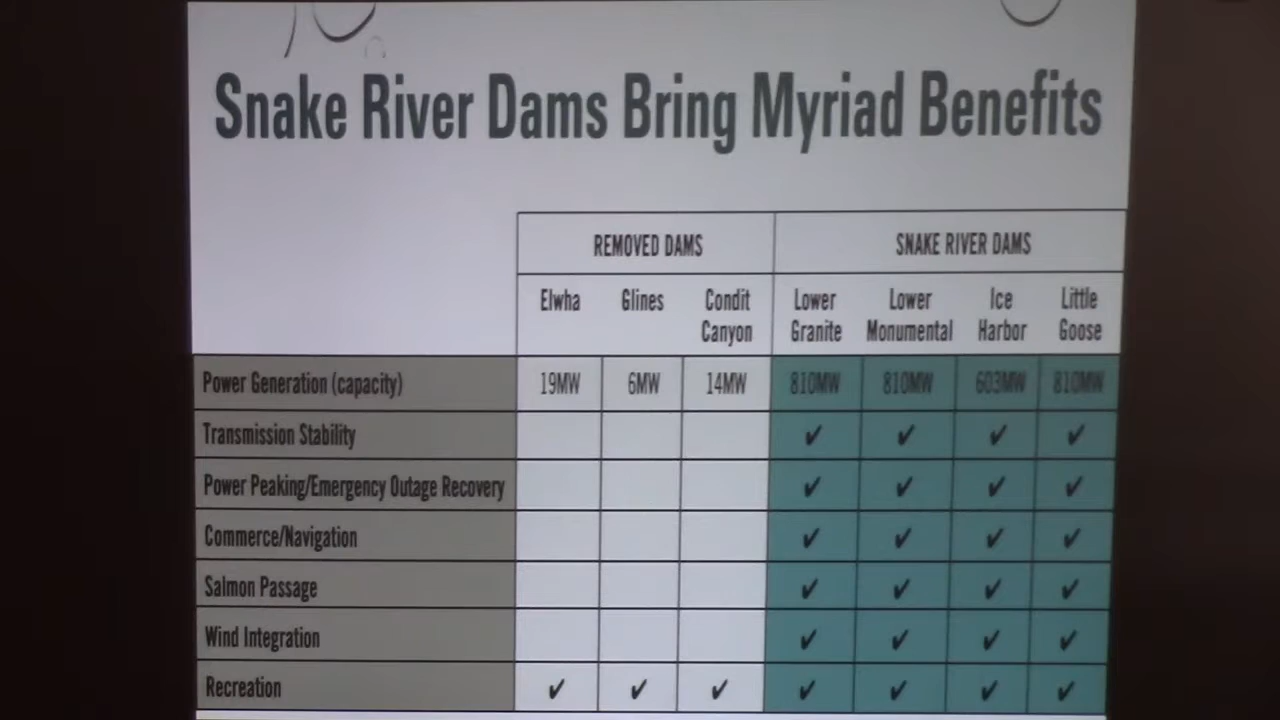 Snake River Dams Bring Myriad Benefits
REMOVED DAMS SNAKE RIVER DAMS
Elwha Glines Condit Canyon Lower Granite Lower Monumental Ice Harbor Little Goose
Power Generation (capacity) 19MW 6MW 14MW 810MW 810MW 603MW 810MW
Transmission Stability ✔ ✔ ✔ ✔
Power Peaking/Emergency Outage Recovery ✔ ✔ ✔ ✔
Commerce/Navigation ✔ ✔ ✔ ✔
Salmon Passage ✔ ✔ ✔ ✔
Wind Integration ✔ ✔ ✔ ✔
Recreation ✔ ✔ ✔ ✔ ✔ ✔ ✔